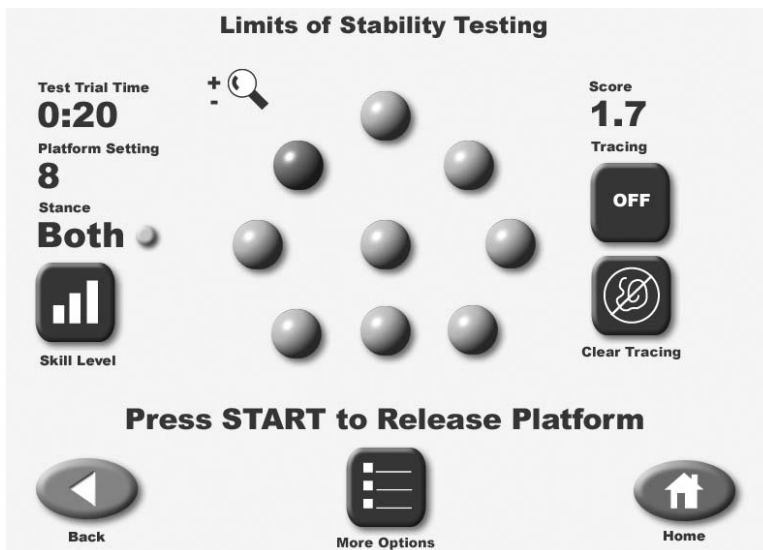 Limits of Stability Testing
Test Trial Time
0:20
Platform Setting
8
Stance
Both
Skill Level
+
-
Score
1.7
Tracing
OFF
Clear Tracing
Press START to Release Platform
Back
More Options
Home